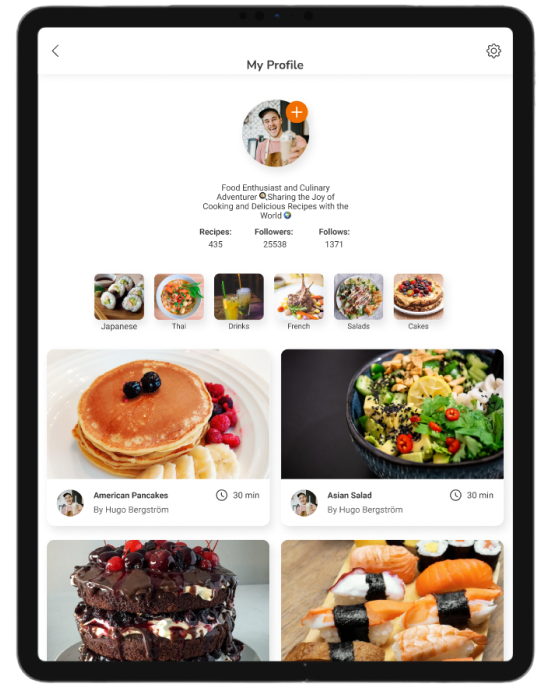 My Profile
Food Enthusiast and Culinary
Adventurer 🍳,Sharing the Joy of
Cooking and Delicious Recipes with the
World 🌍
Recipes: Followers: Follows:
435 25538 1371
Japanese Thai Drinks French Salads Cakes
American Pancakes 30 min
By Hugo Bergström
Asian Salad 30 min
By Hugo Bergström